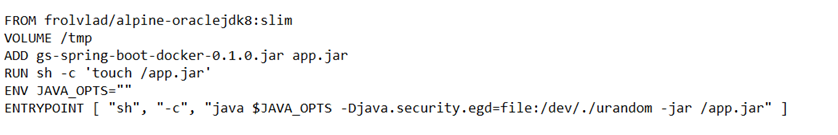 FROM frolvlad/alpine-oraclejdk8:slim
VOLUME /tmp
ADD gs-spring-boot-docker-0.1.0.jar app.jar
RUN sh -c 'touch /app.jar'
ENV JAVA_OPTS=""
ENTRYPOINT [ "sh", "-c", "java $JAVA_OPTS -Djava.security.egd=file:/dev/./urandom -jar /app.jar" ]